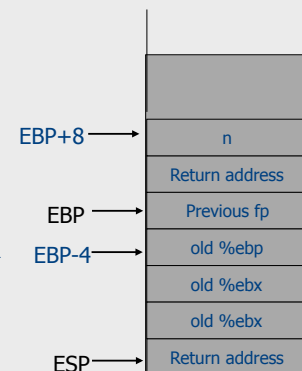 EBP+8 n
Return address
EBP Previous fp
EBP-4 old %ebp
old %ebx
old %ebx
ESP Return address